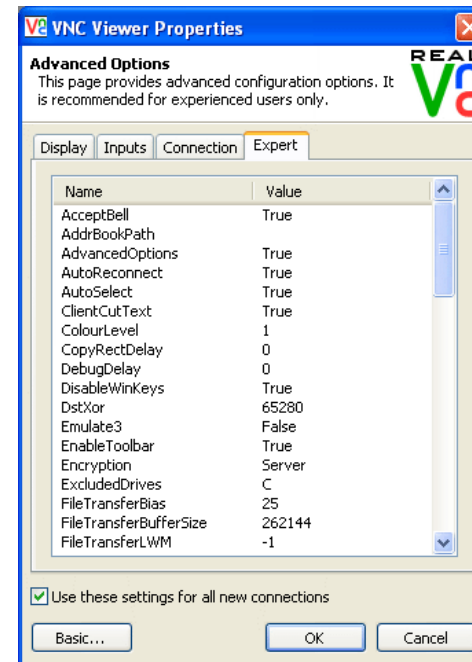 VNC Viewer Properties
Advanced Options
This page provides advanced configuration options. It
is recommended for experienced users only.
REAL
Display Inputs Connection Expert
Name Value
AcceptBell True
AddrBookPath
AdvancedOptions True
AutoReconnect True
AutoSelect True
ClientCutText True
ColourLevel 1
CopyRectDelay 0
DebugDelay 0
DisableWinKeys True
DstXor 65280
Emulate3 False
EnableToolbar True
Encryption Server
ExcludedDrives C
FileTransferBias 25
FileTransferBufferSize 262144
FileTransferLWM -1
Use these settings for all new connections
Basic... OK Cancel